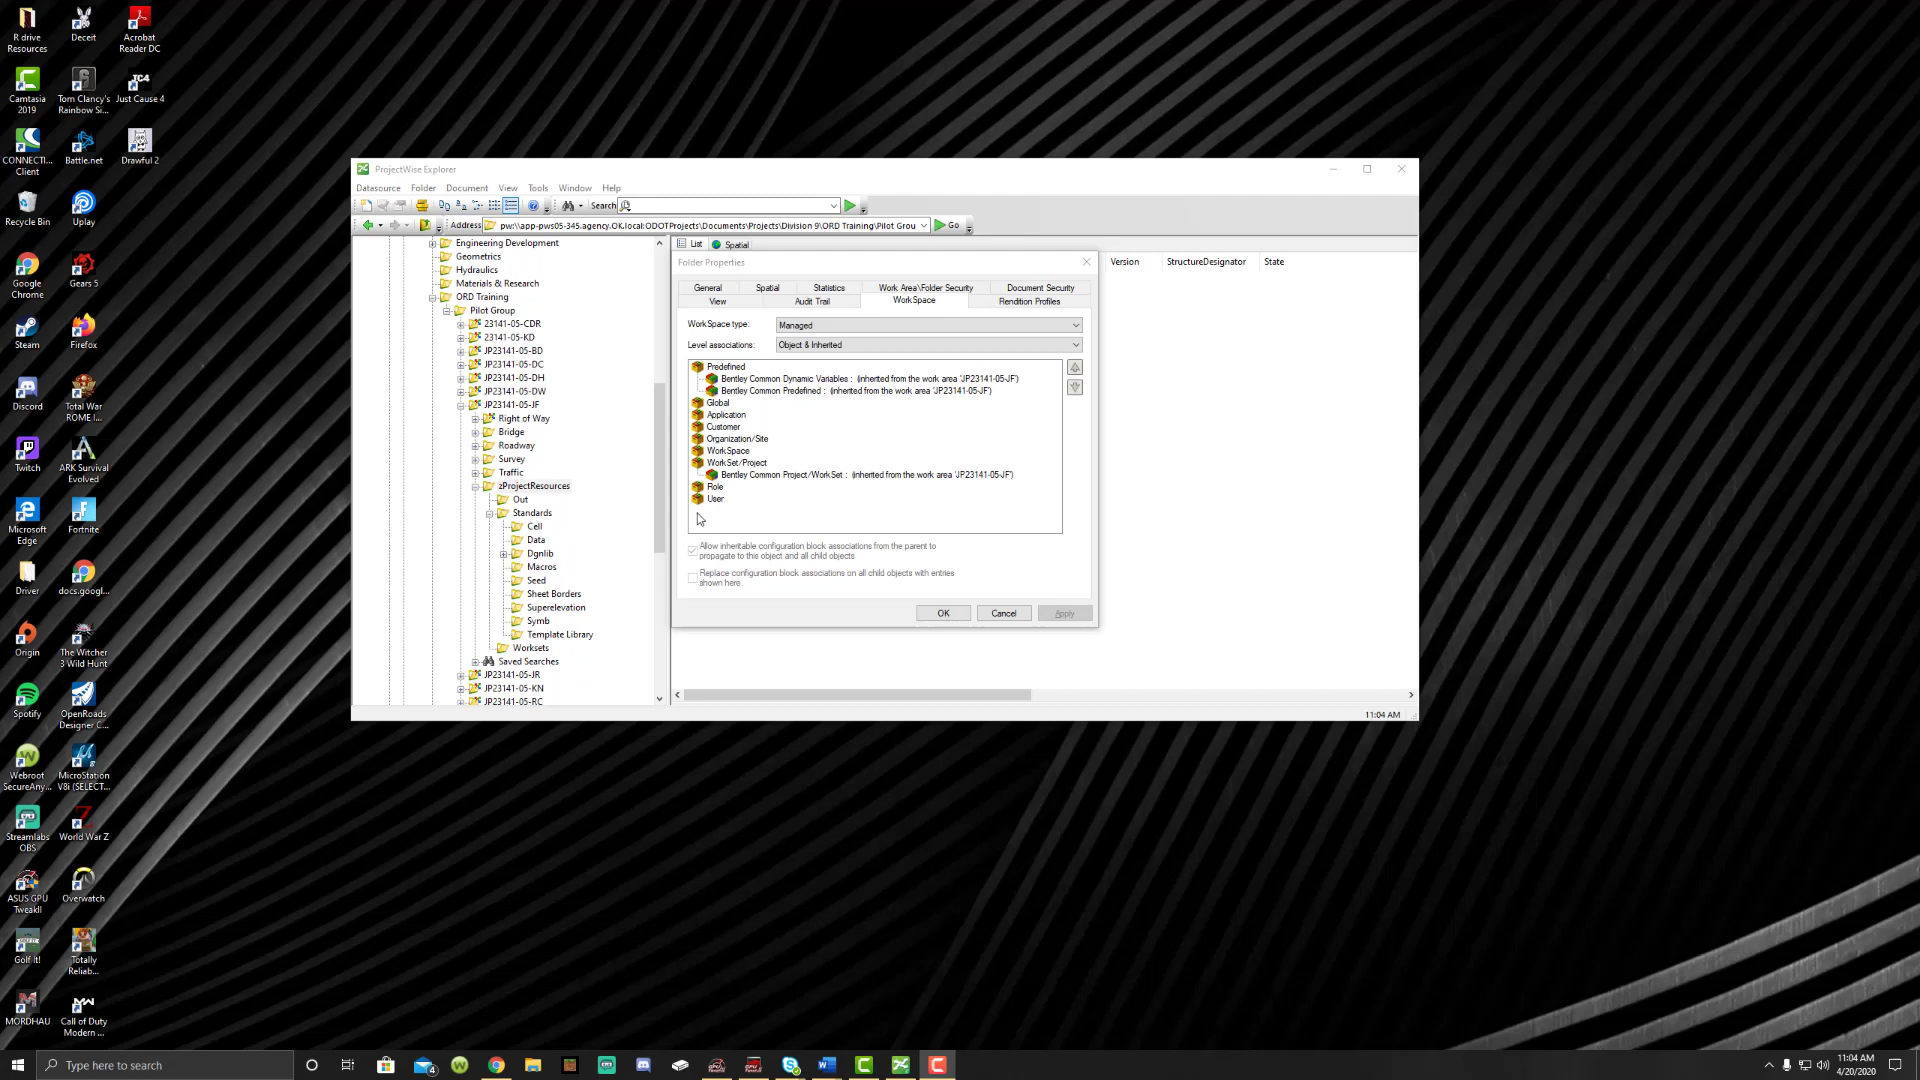 R drive
Resources
Deceit
Acrobat
Reader DC
Camtasia
2019
Tom Clancy's
Rainbow Si...
TC4
Just Cause 4
CONNECTI...
Client
Battle.net
Drawful 2
Recycle Bin
Uplay
Google
Chrome
Gears 5
Steam
Firefox
Discord
Total War
ROME I...
Twitch
ARK Survival
Evolved
Microsoft
Edge
Fortnite
Driver
docs.googl...
Origin
The Witcher
3 Wild Hunt
Spotify
OpenRoads
Designer C...
Webroot
SecureAny...
MicroStation
V8i (SELECT...
Streamlabs
OBS
World War Z
ASUS GPU
TweakII
Overwatch
Golf It!
Totally
Reliab...
MORDHAU
Call of Duty
Modern ...
ProjectWise Explorer
Datasource Folder Document View Tools Window Help
Search
Address pw:\\app-pws05-345.agency.OK.local:ODOTProjects\Documents\Projects\Division 9\ORD Training\Pilot Grou Go
Engineering Development
Geometrics
Hydraulics
Materials & Research
ORD Training
Pilot Group
23141-05-CDR
23141-05-KD
JP23141-05-BD
JP23141-05-DC
JP23141-05-DH
JP23141-05-DW
JP23141-05-JF
Right of Way
Bridge
Roadway
Survey
Traffic
zProjectResources
Out
Standards
Cell
Data
Dgnlib
Macros
Seed
Sheet Borders
Superelevation
Symb
Template Library
Worksets
Saved Searches
JP23141-05-JR
JP23141-05-KN
JP23141-05-RC
List Spatial
Version StructureDesignator State
Folder Properties
General Spatial Statistics Work Area\Folder Security Document Security
View Audit Trail WorkSpace Rendition Profiles
WorkSpace type: Managed
Level associations: Object & Inherited
Predefined
Bentley Common Dynamic Variables : (inherited from the work area 'JP23141-05-JF')
Bentley Common Predefined : (inherited from the work area 'JP23141-05-JF')
Global
Application
Customer
Organization/Site
WorkSpace
WorkSet/Project
Bentley Common Project/WorkSet : (inherited from the work area 'JP23141-05-JF')
Role
User
Allow inheritable configuration block associations from the parent to
propagate to this object and all child objects
Replace configuration block associations on all child objects with entries
shown here.
OK Cancel Apply
11:04 AM
Type here to search
4
11:04 AM
4/20/2020